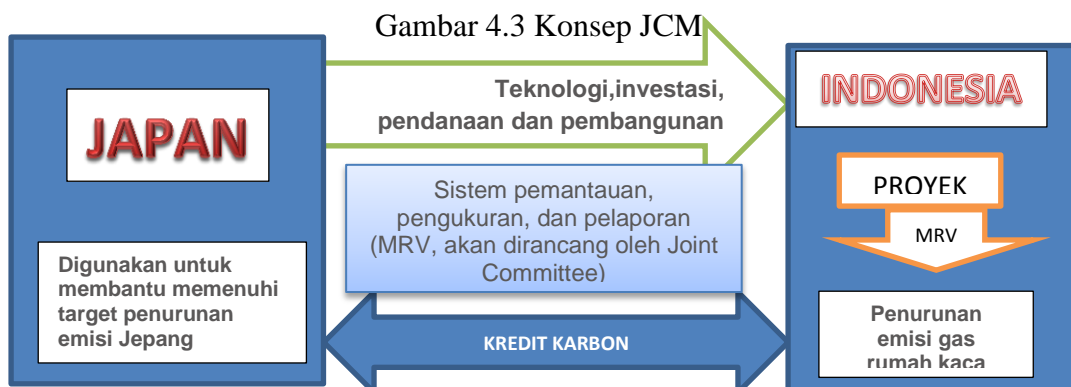 Gambar 4.3 Konsep JCM
JAPAN
Digunakan untuk
membantu memenuhi
target penurunan
emisi Jepang
Teknologi,investasi,
pendanaan dan pembangunan
Sistem pemantauan,
pengukuran, dan pelaporan
(MRV, akan dirancang oleh Joint
Committee)
KREDIT KARBON
INDONESIA
PROYEK
MRV
Penurunan
emisi gas
rumah kaca